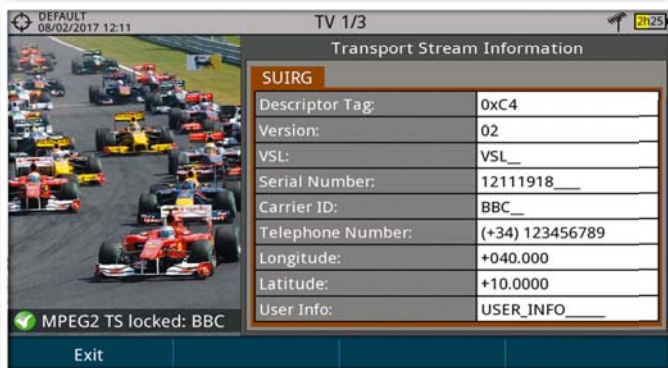 DEFAULT
08/02/2017 12:11
TV 1/3
2h25
Transport Stream Information
SUIRG
Descriptor Tag: 0xC4
Version: 02
VSL: VSL__
Serial Number: 12111918___
Carrier ID: BBC__
Telephone Number: (+34) 123456789
Longitude: +040.000
Latitude: +10.0000
User Info: USER_INFO_____
MPEG2 TS locked: BBC
Exit